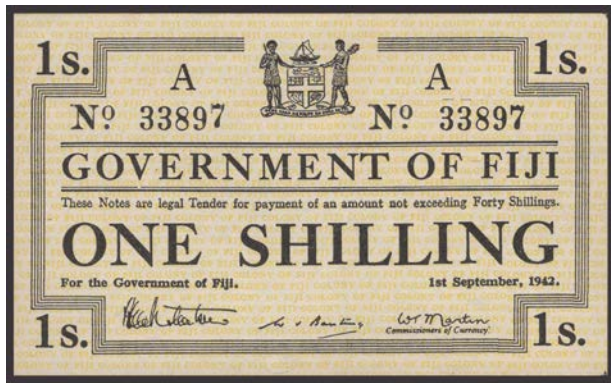 1s. 1s.
A A
Nº 33897 Nº 33897
GOVERNMENT OF FIJI
These Notes are legal Tender for payment of an amount not exceeding Forty Shillings.
ONE SHILLING
For the Government of Fiji. 1st September, 1942.
Commissioners of Currency.
1s. 1s.